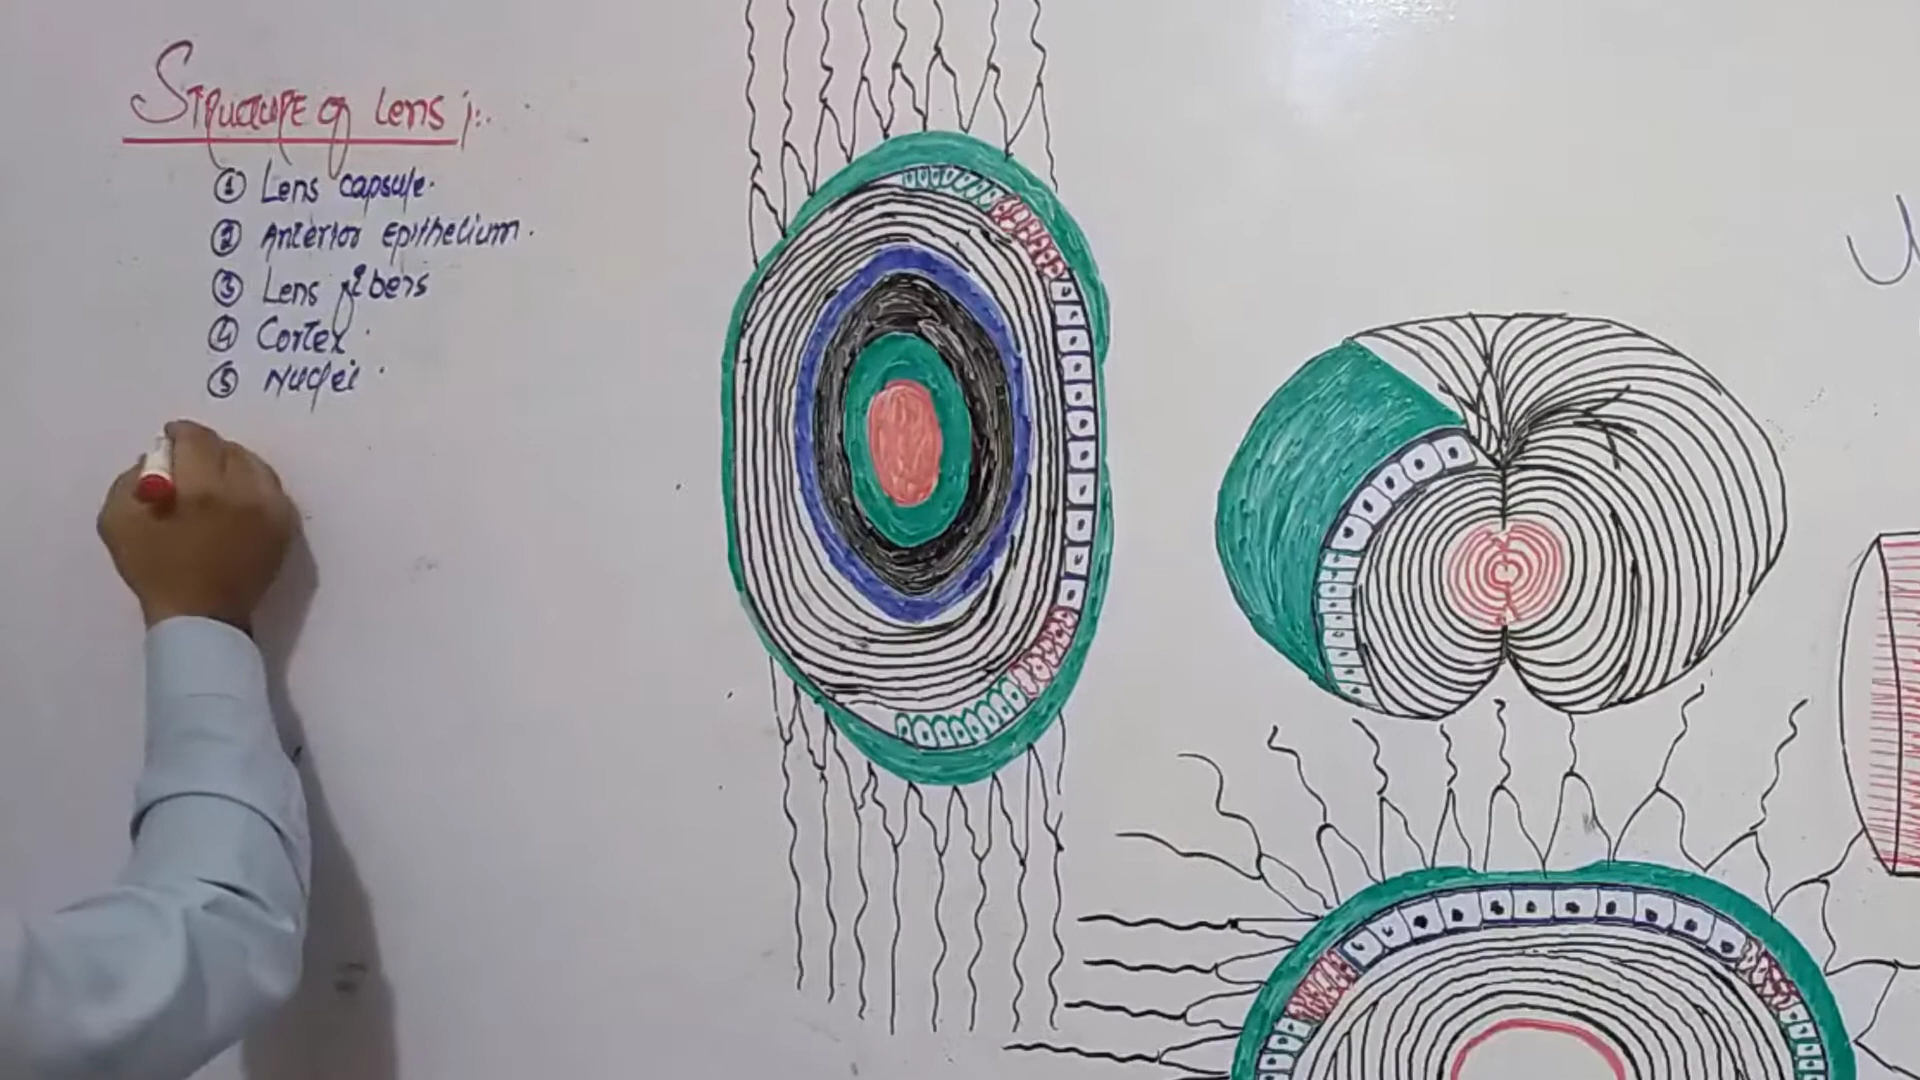 Structure of Lens :-
① Lens capsule.
② Anterior Epithelium.
③ Lens fibers
④ Cortex.
⑤ Nuclei.